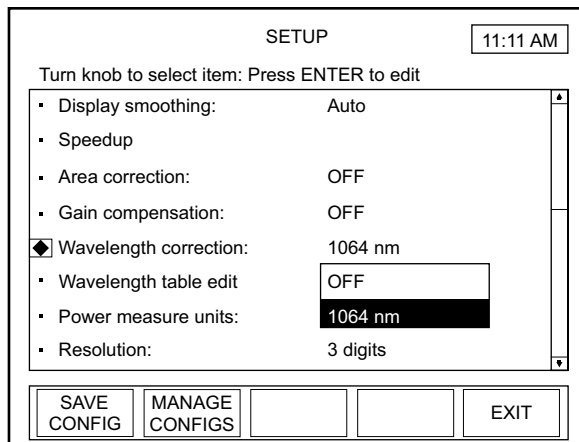 SETUP
11:11 AM
Turn knob to select item: Press ENTER to edit
Display smoothing: Auto
Speedup
Area correction: OFF
Gain compensation: OFF
Wavelength correction: 1064 nm
Wavelength table edit OFF
Power measure units: 1064 nm
Resolution: 3 digits
SAVE CONFIG
MANAGE CONFIGS
EXIT